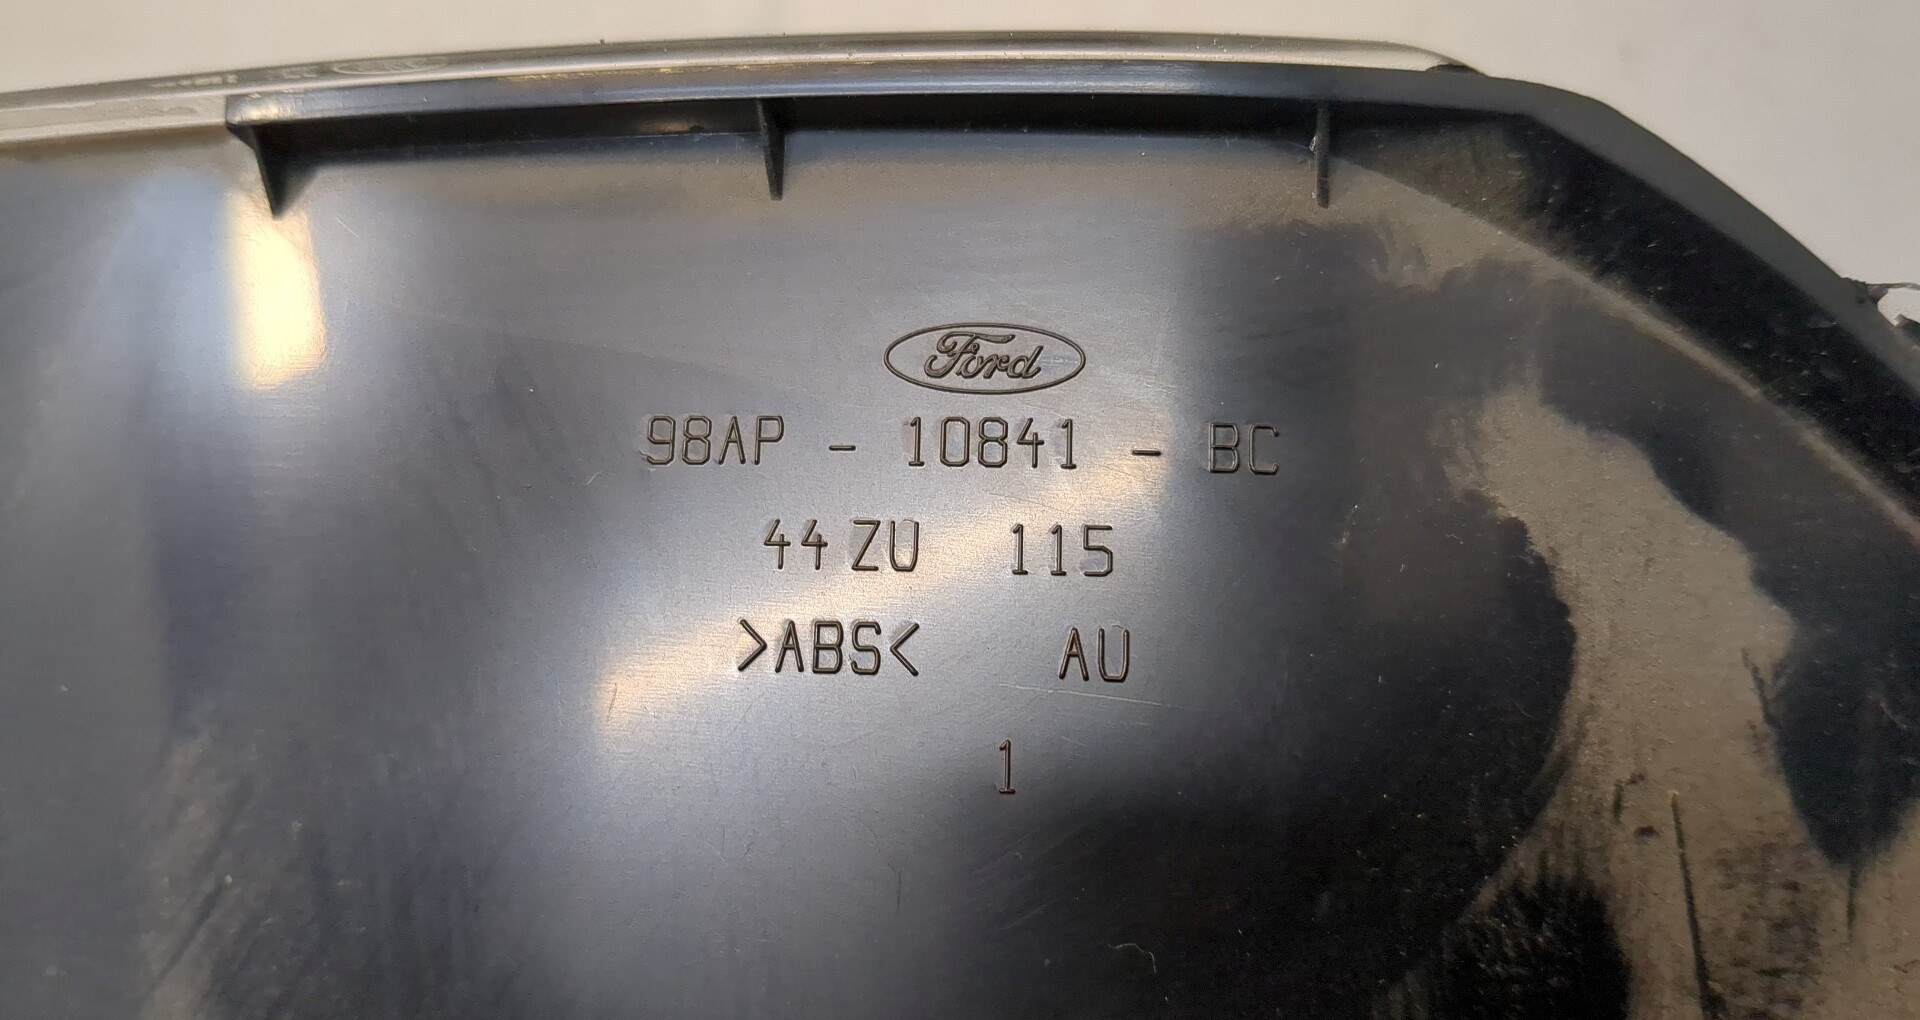 Ford
98AP - 10841 - BC
44 ZU 115
>ABS< AU
1